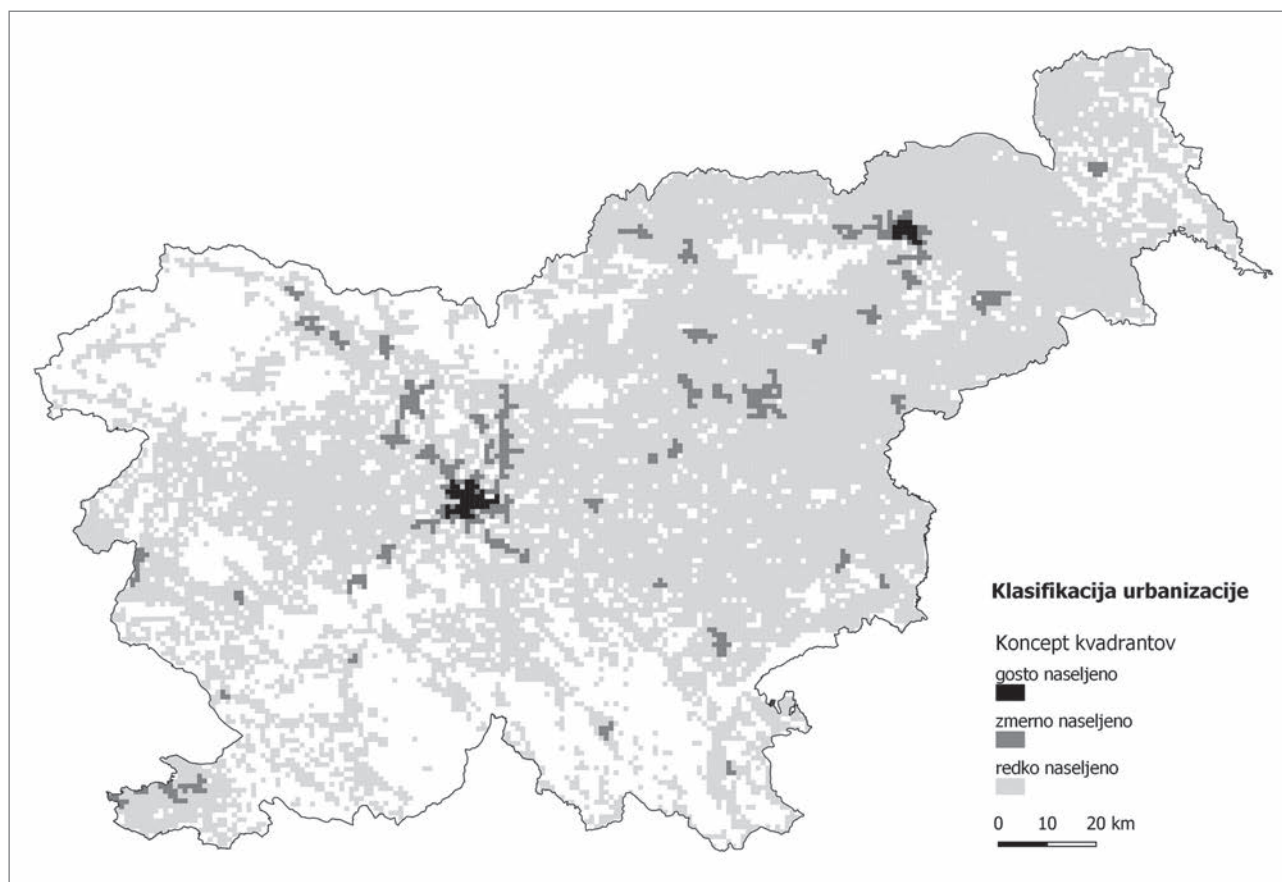 Klasifikacija urbanizacije
Koncept kvadrantov
gosto naseljeno
zmerno naseljeno
redko naseljeno
0 10 20 km